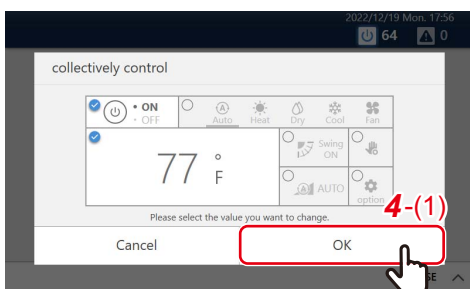 2022/12/19 Mon. 17:56
64 0
collectively control
• ON
• OFF
A
Auto Heat Dry Cool Fan
77 °F
Swing
ON
A AUTO
option
Please select the value you want to change.
4-(1)
Cancel OK
SE